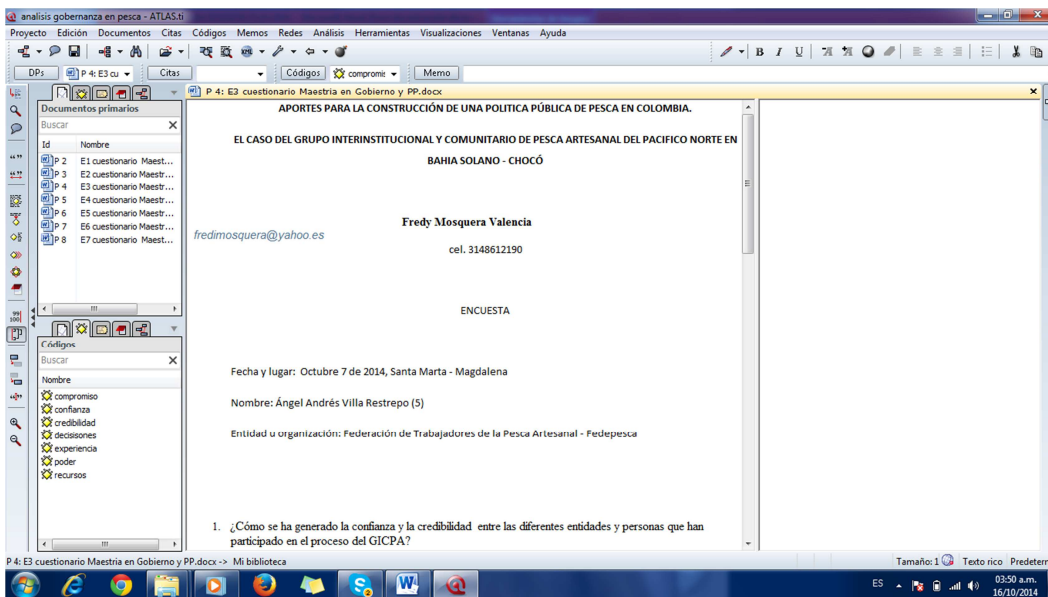 analisis gobernanza en pesca - ATLAS.ti
Proyecto Edición Documentos Citas Códigos Memos Redes Análisis Herramientas Visualizaciones Ventanas Ayuda
B I U
DPs P 4: E3 cu Citas Códigos compromis Memo
P 4: E3 cuestionario Maestria en Gobierno y PP.docx
Documentos primarios
Buscar
Id Nombre
P 2 E1 cuestionario Maest...
P 3 E2 cuestionario Maestr...
P 4 E3 cuestionario Maestr...
P 5 E4 cuestionario Maestr...
P 6 E5 cuestionario Maestr...
P 7 E6 cuestionario Maestr...
P 8 E7 cuestionario Maest...
Códigos
Buscar
Nombre
compromiso
confianza
credibilidad
decisisones
experiencia
poder
recursos
APORTES PARA LA CONSTRUCCIÓN DE UNA POLITICA PÚBLICA DE PESCA EN COLOMBIA.
EL CASO DEL GRUPO INTERINSTITUCIONAL Y COMUNITARIO DE PESCA ARTESANAL DEL PACIFICO NORTE EN
BAHIA SOLANO - CHOCÓ
Fredy Mosquera Valencia
fredimosquera@yahoo.es
cel. 3148612190
ENCUESTA
Fecha y lugar: Octubre 7 de 2014, Santa Marta - Magdalena
Nombre: Ángel Andrés Villa Restrepo (5)
Entidad u organización: Federación de Trabajadores de la Pesca Artesanal - Fedepesca
1. ¿Cómo se ha generado la confianza y la credibilidad entre las diferentes entidades y personas que han
participado en el proceso del GICPA?
P 4: E3 cuestionario Maestria en Gobierno y PP.docx -> Mi biblioteca
Tamaño: 1 Texto rico Predetern
ES 03:50 a.m.
16/10/2014